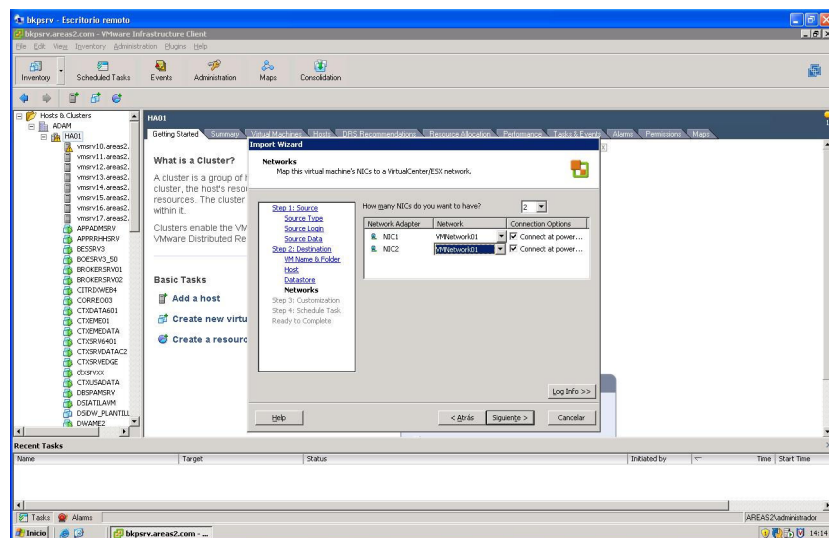 bkpsrv - Escritorio remoto
bkpsrv.areas2.com - VMware Infrastructure Client
File Edit View Inventory Administration Plugins Help
Inventory Scheduled Tasks Events Administration Maps Consolidation
Hosts & Clusters
ADAM
HA01
vmsrv10.areas2.
vmsrv11.areas2.
vmsrv12.areas2.
vmsrv13.areas2.
vmsrv14.areas2.
vmsrv15.areas2.
vmsrv16.areas2.
vmsrv17.areas2.
APPADMSRV
APPRRHHSRV
BESSRV3
BOESRV3_50
BROKERSRV01
BROKERSRV02
CITRIXWEB4
CORREO03
CTXDATA601
CTXEME01
CTXEMEDATA
CTXSRV6401
CTXSRVDATAC2
CTXSRVEDGE
ctxsrvxx
CTXUSADATA
DBSPAMSRV
DSIATILAVM
DSIDW_PLANTILL
DWAME2
HA01
Getting Started Summary Virtual Machines Hosts DRS Recommendations Resource Allocation Performance Tasks & Events Alarms Permissions Maps
What is a Cluster?
A cluster is a group of h
cluster, the host's resou
resources. The cluster
within it.
Clusters enable the VM
VMware Distributed Re
Basic Tasks
Add a host
Create new virtu
Create a resourc
Import Wizard
Networks
Map this virtual machine's NICs to a VirtualCenter/ESX network.
Step 1: Source
Source Type
Source Login
Source Data
Step 2: Destination
VM Name & Folder
Host
Datastore
Networks
Step 3: Customization
Step 4: Schedule Task
Ready to Complete
How many NICs do you want to have? 2
Network Adapter Network Connection Options
NIC1 VMNetwork01 Connect at power...
NIC2 VMNetwork01 Connect at power...
Log Info >>
Help < Atrás Siguiente > Cancelar
Recent Tasks
Name Target Status Initiated by Time Start Time
Tasks Alarms AREAS2\administrador
Inicio bkpsrv.areas2.com - ... 14:14